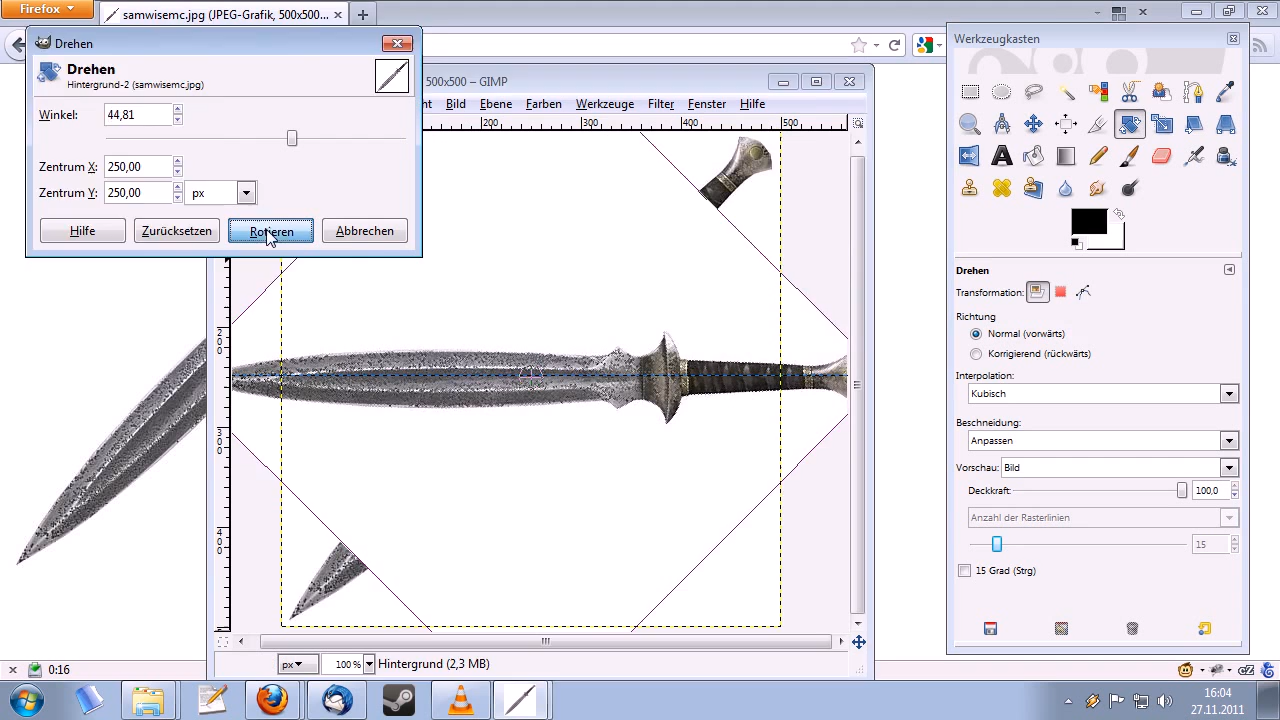 Firefox
samwisemc.jpg (JPEG-Grafik, 500x500...
Drehen
Drehen
Hintergrund-2 (samwisemc.jpg)
Winkel: 44,81
Zentrum X: 250,00
Zentrum Y: 250,00 px
Hilfe Zurücksetzen Rotieren Abbrechen
500x500 – GIMP
Bild Ebene Farben Werkzeuge Filter Fenster Hilfe
200 300 400 500
200
300
400
px 100 % Hintergrund (2,3 MB)
Werkzeugkasten
Drehen
Transformation:
Richtung
Normal (vorwärts)
Korrigierend (rückwärts)
Interpolation:
Kubisch
Beschneidung:
Anpassen
Vorschau: Bild
Deckkraft: 100,0
Anzahl der Rasterlinien
15
15 Grad (Strg)
0:16
cZ
16:04
27.11.2011